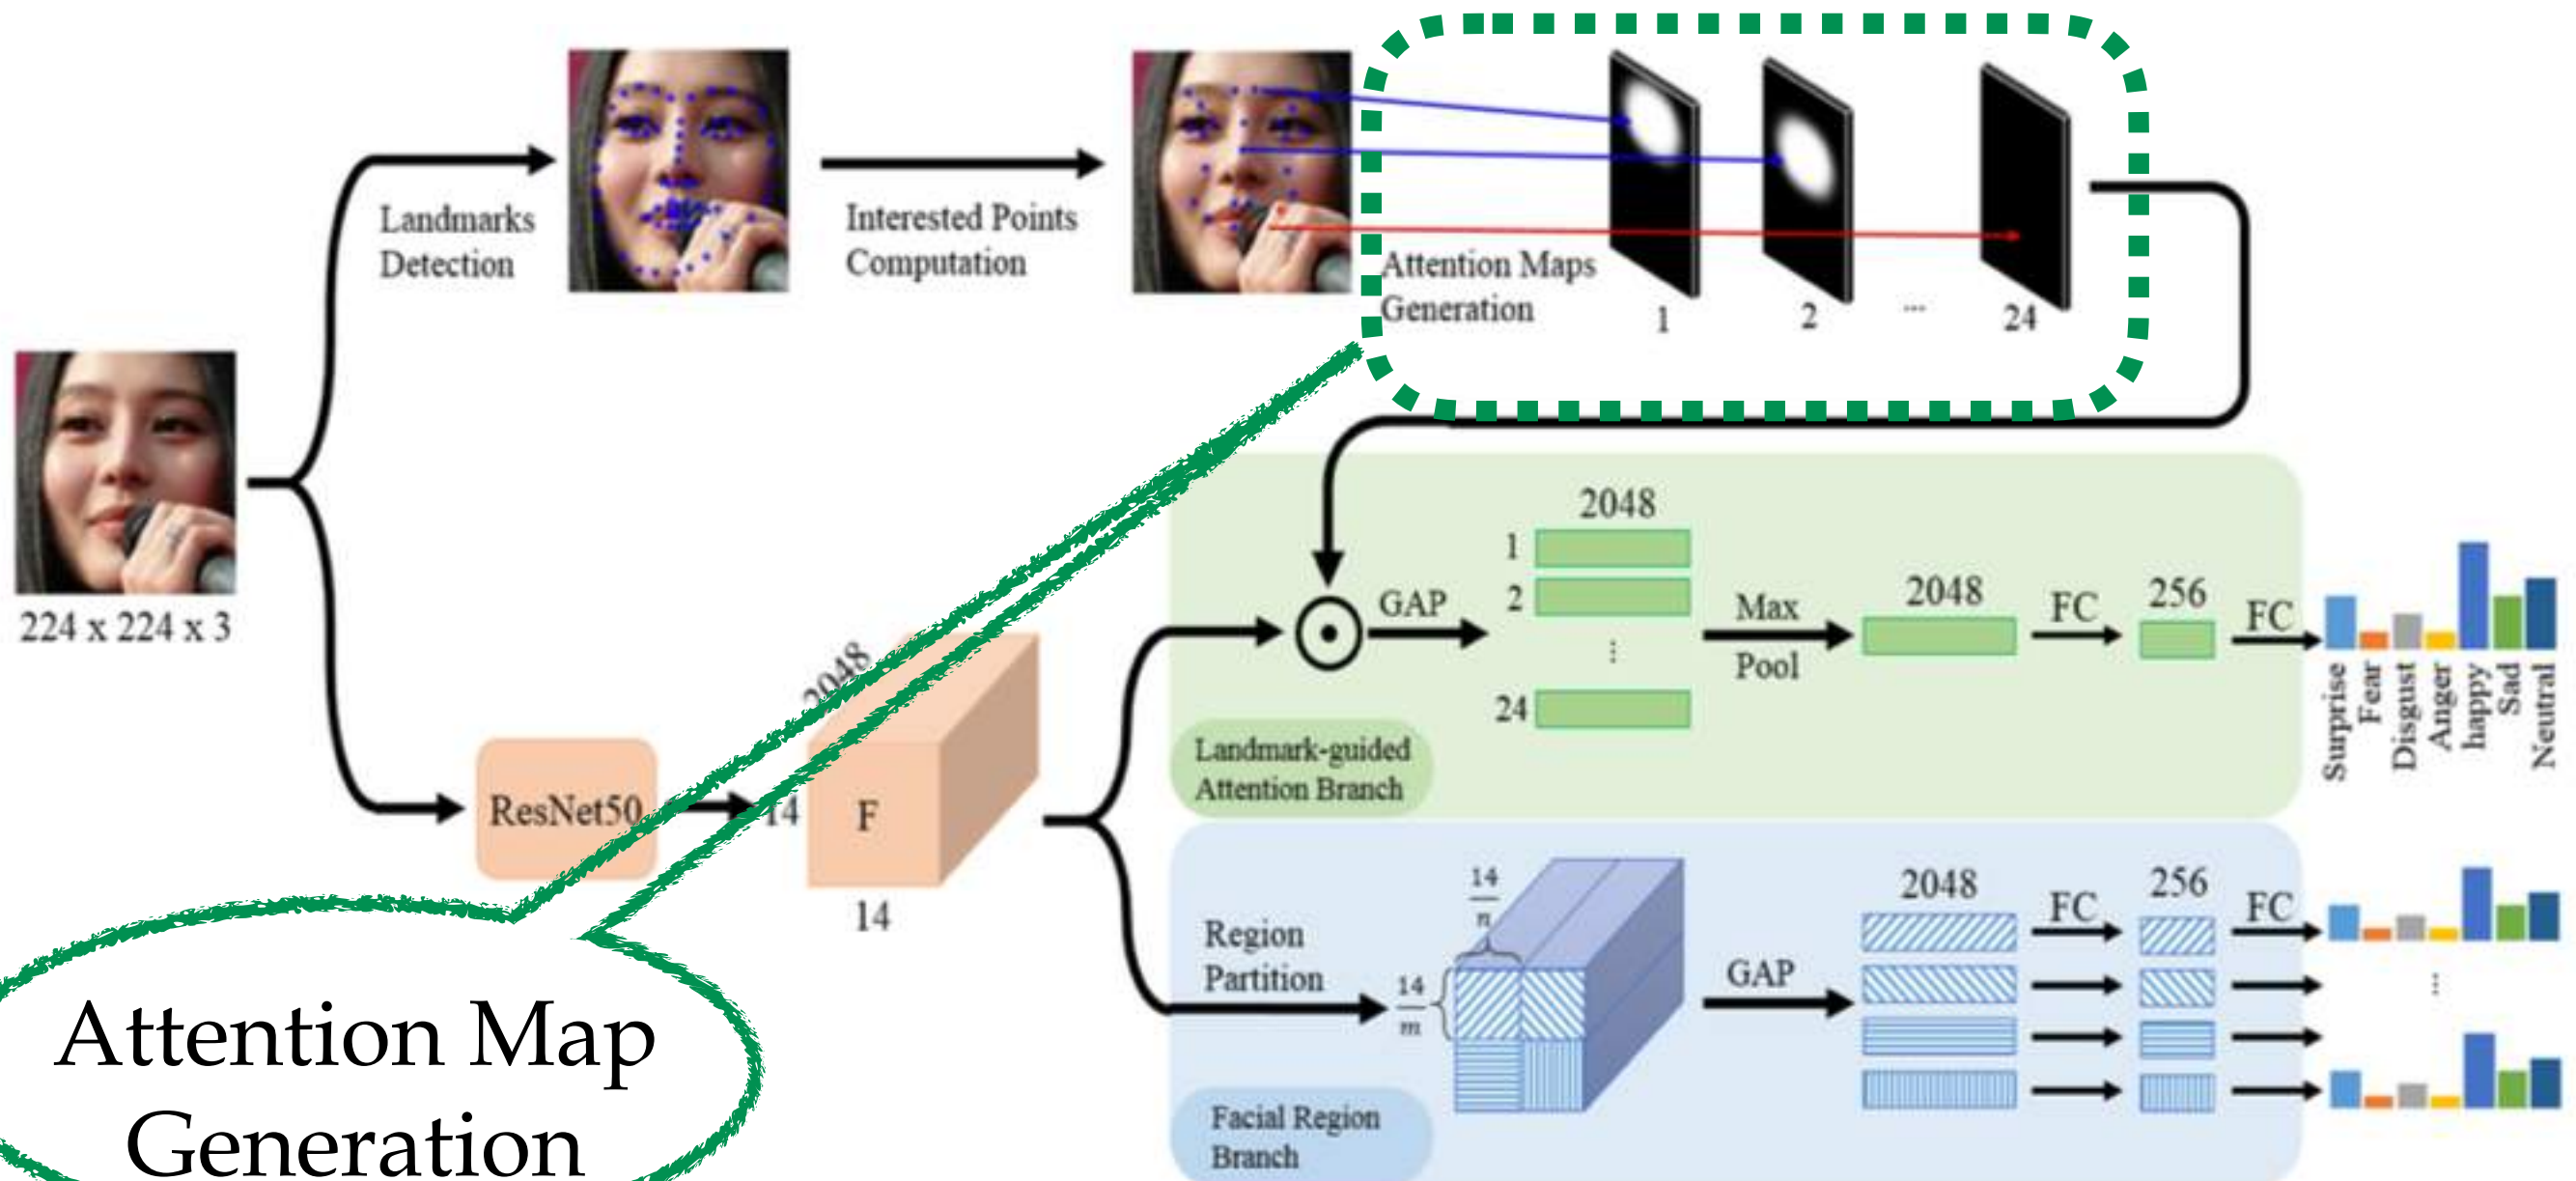 Landmarks
Detection
Interested Points
Computation
Attention Maps
Generation
1
2
...
24
224 x 224 x 3
ResNet50
2048
14
F
14
2048
1
2
⋮
24
GAP
Max
Pool
2048
FC
256
FC
Surprise
Fear
Disgust
Anger
happy
Sad
Neutral
Landmark-guided
Attention Branch
Region
Partition
14
n
14
m
GAP
2048
FC
256
FC
...
Facial Region
Branch
Attention Map
Generation